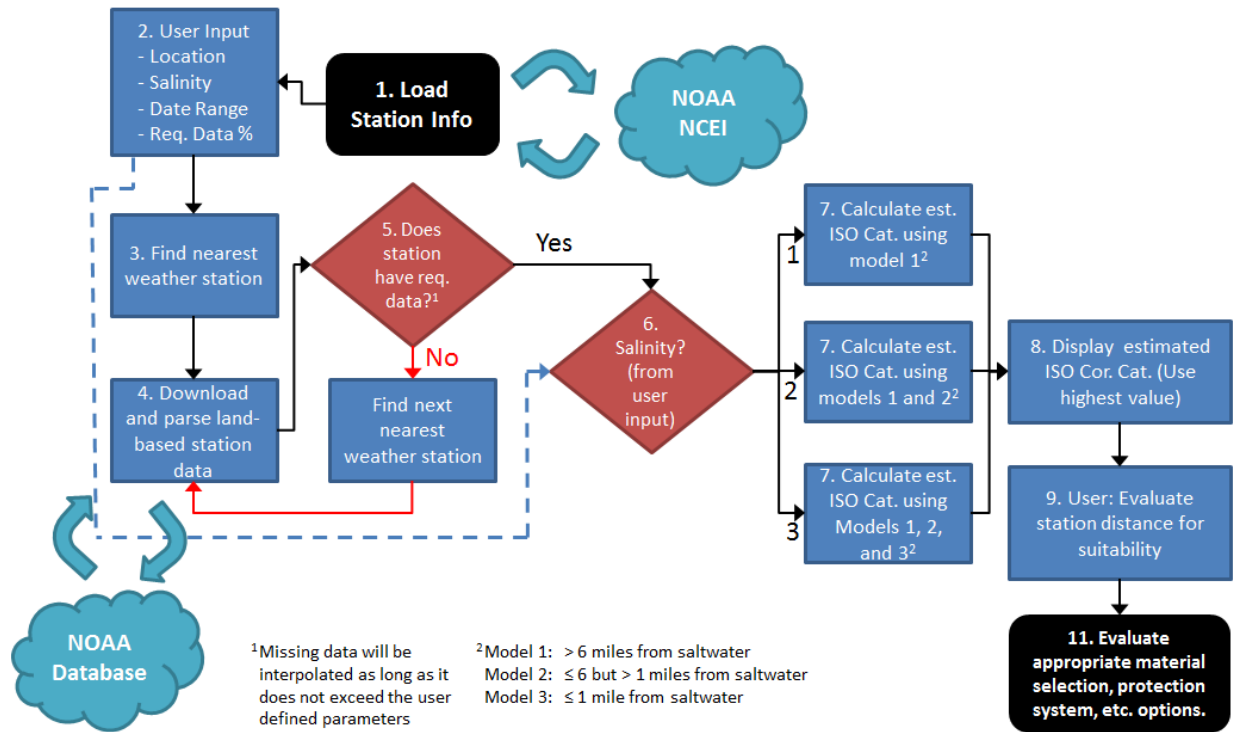 2. User Input
- Location
- Salinity
- Date Range
- Req. Data %
1. Load
Station Info
NOAA
NCEI
3. Find nearest
weather station
4. Download
and parse land-
based station
data
5. Does
station
have req.
data?¹
Yes
No
Find next
nearest
weather station
6.
Salinity?
(from
user
input)
1
7. Calculate est.
ISO Cat. using
model 1²
2
7. Calculate est.
ISO Cat. using
models 1 and 2²
3
7. Calculate est.
ISO Cat. using
Models 1, 2,
and 3²
8. Display estimated
ISO Cor. Cat. (Use
highest value)
9. User: Evaluate
station distance for
suitability
11. Evaluate
appropriate material
selection, protection
system, etc. options.
NOAA
Database
¹Missing data will be
interpolated as long as it
does not exceed the user
defined parameters
²Model 1: > 6 miles from saltwater
Model 2: ≤ 6 but > 1 miles from saltwater
Model 3: ≤ 1 mile from saltwater